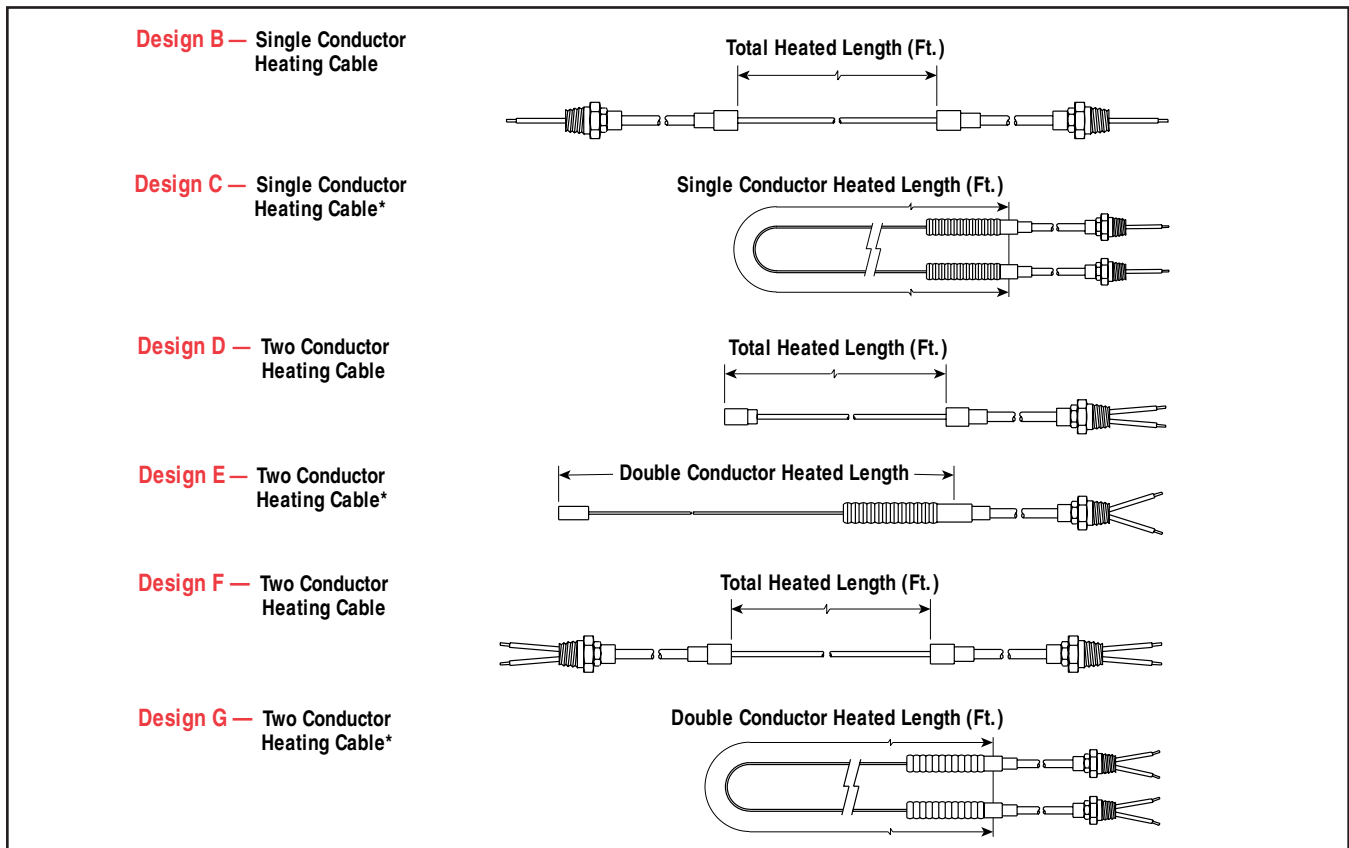 Design B — Single Conductor
Heating Cable
Total Heated Length (Ft.)
Design C — Single Conductor
Heating Cable*
Single Conductor Heated Length (Ft.)
Design D — Two Conductor
Heating Cable
Total Heated Length (Ft.)
Design E — Two Conductor
Heating Cable*
Double Conductor Heated Length
Design F — Two Conductor
Heating Cable
Total Heated Length (Ft.)
Design G — Two Conductor
Heating Cable*
Double Conductor Heated Length (Ft.)